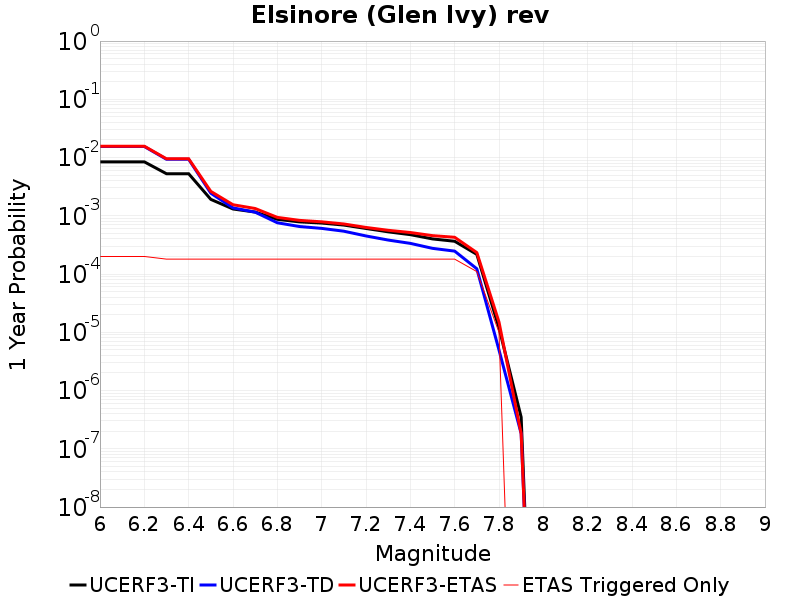 Elsinore (Glen Ivy) rev
10^0
10^-1
10^-2
10^-3
10^-4
10^-5
10^-6
10^-7
10^-8
1 Year Probability
6 6.2 6.4 6.6 6.8 7 7.2 7.4 7.6 7.8 8 8.2 8.4 8.6 8.8 9
Magnitude
UCERF3-TI UCERF3-TD UCERF3-ETAS ETAS Triggered Only